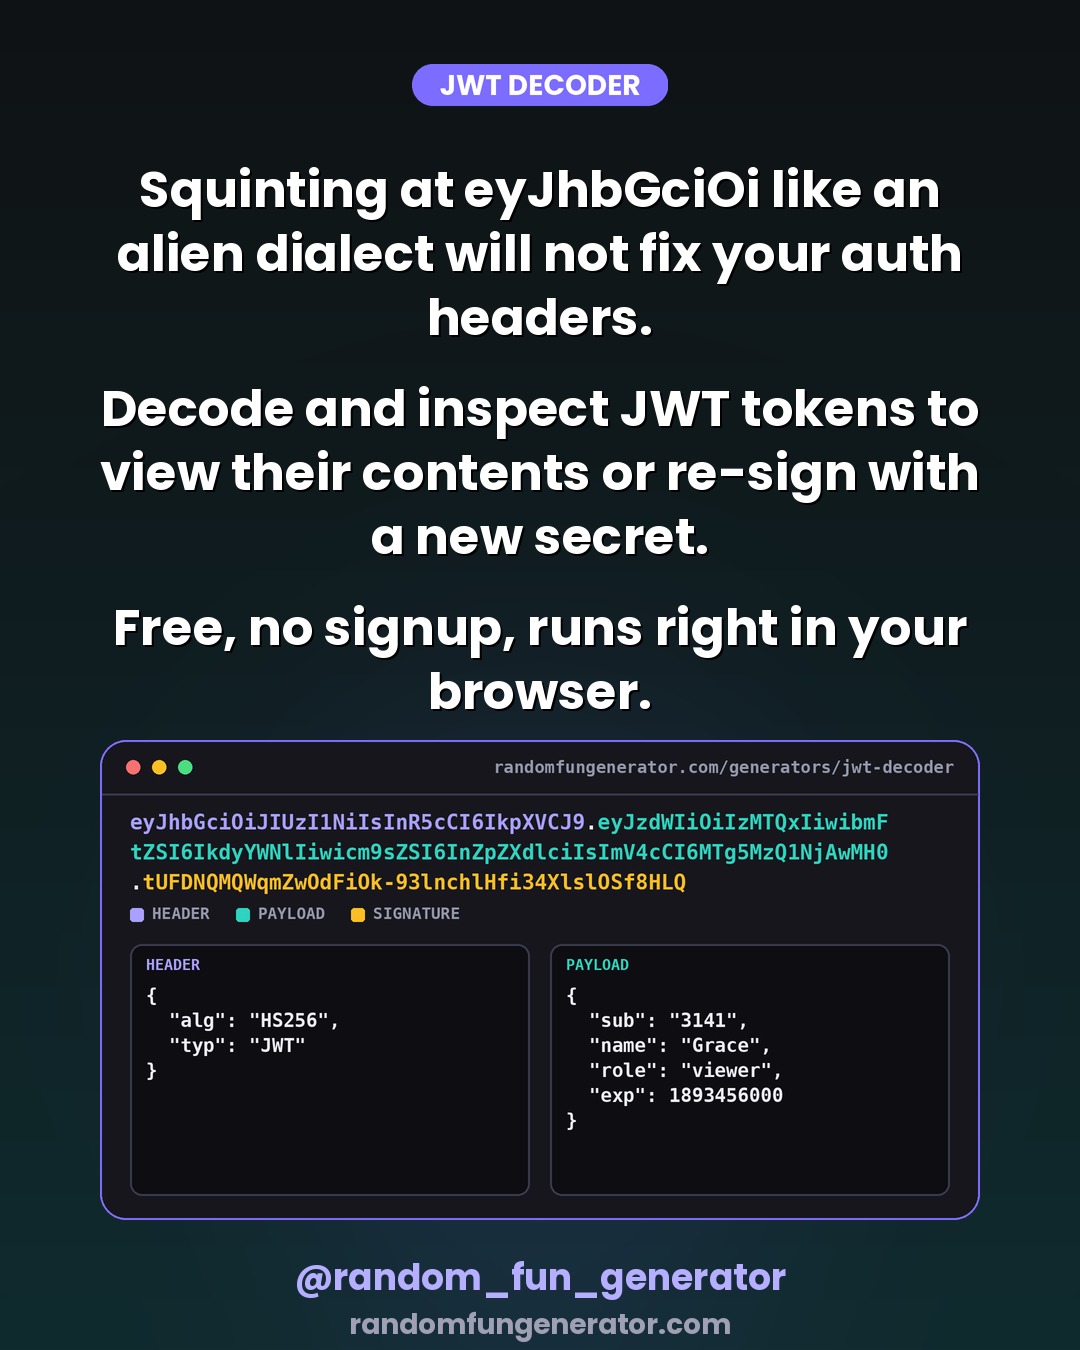 JWT DECODER
Squinting at eyJhbGciOi like an
alien dialect will not fix your auth
headers.
Decode and inspect JWT tokens to
view their contents or re-sign with
a new secret.
Free, no signup, runs right in your
browser.
randomfungenerator.com/generators/jwt-decoder
eyJhbGciOiJIUzI1NiIsInR5cCI6IkpXVCJ9.eyJzdWIiOiIzMTQxIiwibmF
tZSI6IkdyYWNlIiwicm9sZSI6InZpZXdlciIsImV4cCI6MTg5MzQ1NjAwMH0
.tUFDNQMQWqmZwOdFiOk-93lnchlHfi34XlslOSf8HLQ
HEADER PAYLOAD SIGNATURE
HEADER
{
  "alg": "HS256",
  "typ": "JWT"
}
PAYLOAD
{
  "sub": "3141",
  "name": "Grace",
  "role": "viewer",
  "exp": 1893456000
}
@random_fun_generator
randomfungenerator.com